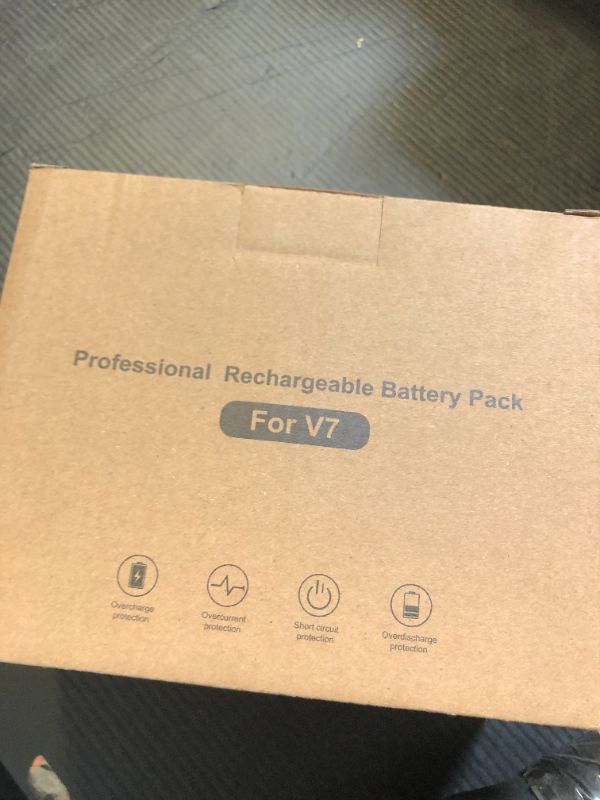 Professional Rechargeable Battery Pack
For V7
Overcharge
protection
Overcurrent
protection
Short circuit
protection
Overdischarge
protection